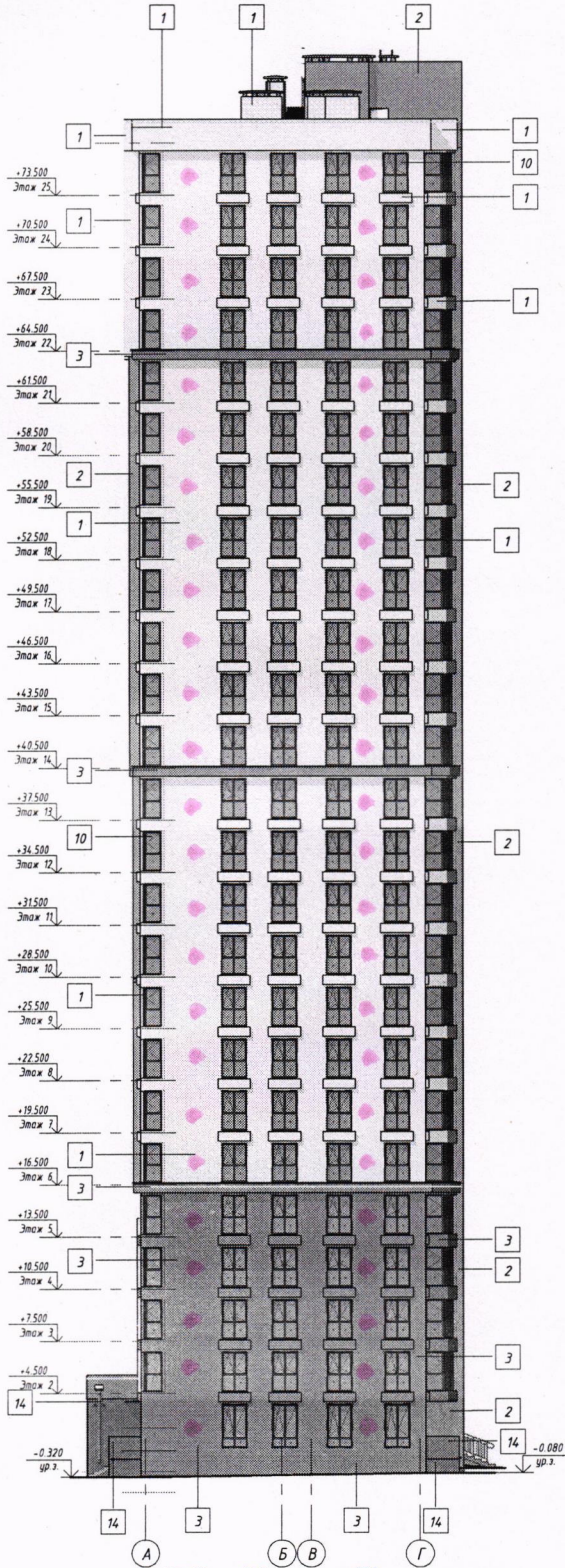 1
1
2
1
1
10
+73.500
Этаж 25
1
1
+70.500
Этаж 24
+67.500
Этаж 23
1
+64.500
Этаж 22
3
+61.500
Этаж 21
+58.500
Этаж 20
2
+55.500
Этаж 19
2
1
+52.500
Этаж 18
1
+49.500
Этаж 17
+46.500
Этаж 16
+43.500
Этаж 15
+40.500
Этаж 14
3
+37.500
Этаж 13
10
+34.500
Этаж 12
2
+31.500
Этаж 11
+28.500
Этаж 10
1
+25.500
Этаж 9
+22.500
Этаж 8
+19.500
Этаж 7
1
+16.500
Этаж 6
3
+13.500
Этаж 5
3
3
+10.500
Этаж 4
2
+7.500
Этаж 3
3
+4.500
Этаж 2
14
2
14
-0.320
ур.з.
-0.080
ур.з.
14
3
3
14
А
Б
В
Г